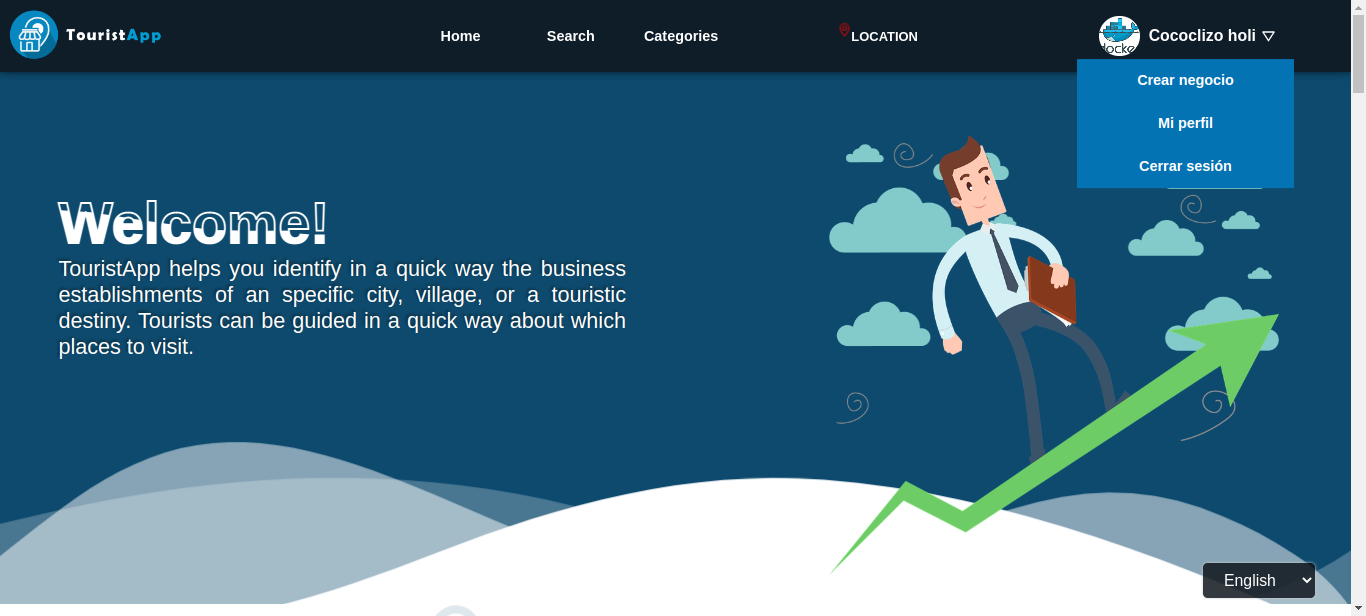 TouristApp
Home
Search
Categories
LOCATION
docke
Cococlizo holi
Crear negocio
Mi perfil
Cerrar sesión
Welcome!
TouristApp helps you identify in a quick way the business
establishments of an specific city, village, or a touristic
destiny. Tourists can be guided in a quick way about which
places to visit.
English